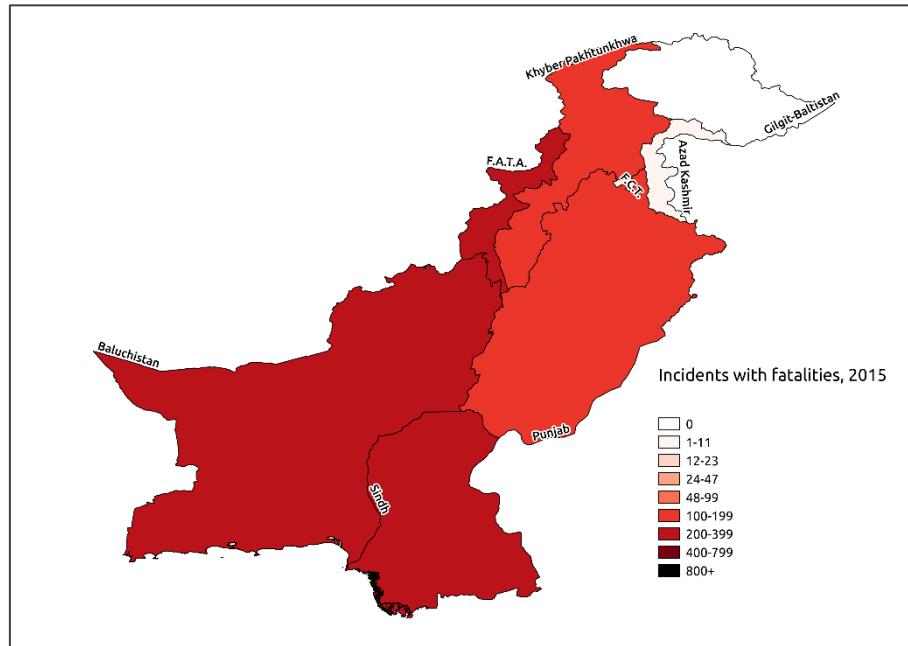 Khyber Pakhtunkhwa
Gilgit-Baltistan
Azad Kashmir
F.A.T.A.
F.C.T.
Baluchistan
Punjab
Sindh
Incidents with fatalities, 2015
0
1-11
12-23
24-47
48-99
100-199
200-399
400-799
800+